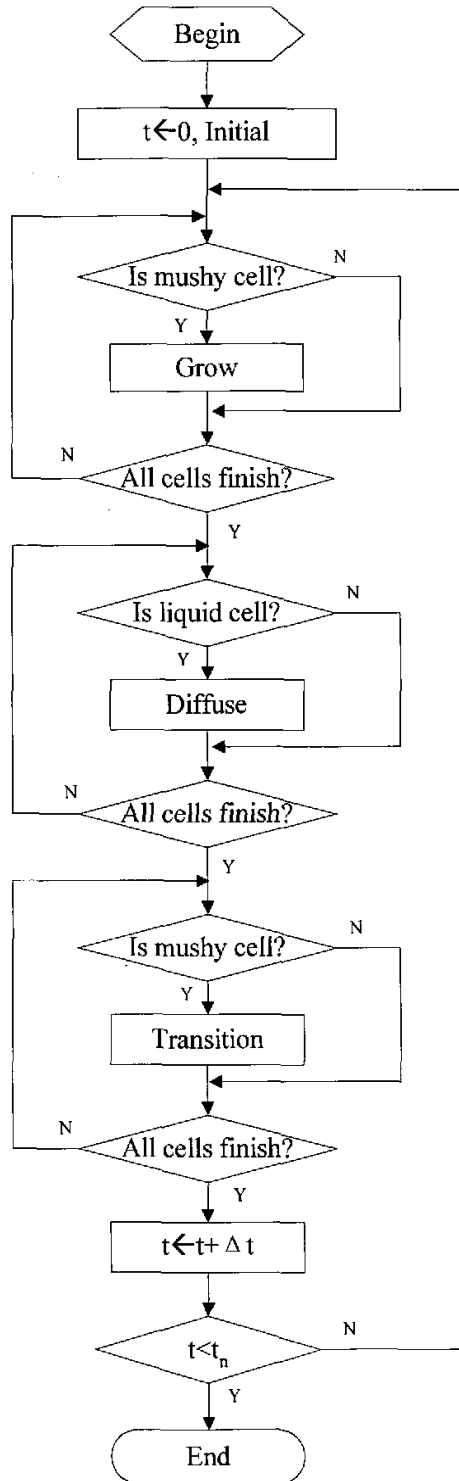 Begin
t←0, Initial
Is mushy cell?
N
Y
Grow
N
All cells finish?
Y
Is liquid cell?
N
Y
Diffuse
N
All cells finish?
Y
Is mushy cell?
N
Y
Transition
N
All cells finish?
Y
t←t+ Δ t
t<tₙ
N
Y
End